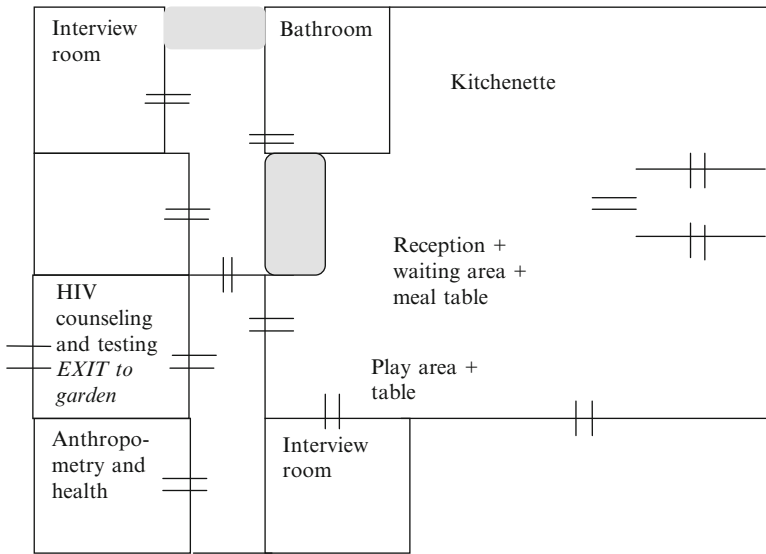 Interview
room
Bathroom
Kitchenette
Reception +
waiting area +
meal table
HIV
counseling
and testing
EXIT to
garden
Play area +
table
Anthropo-
metry and
health
Interview
room